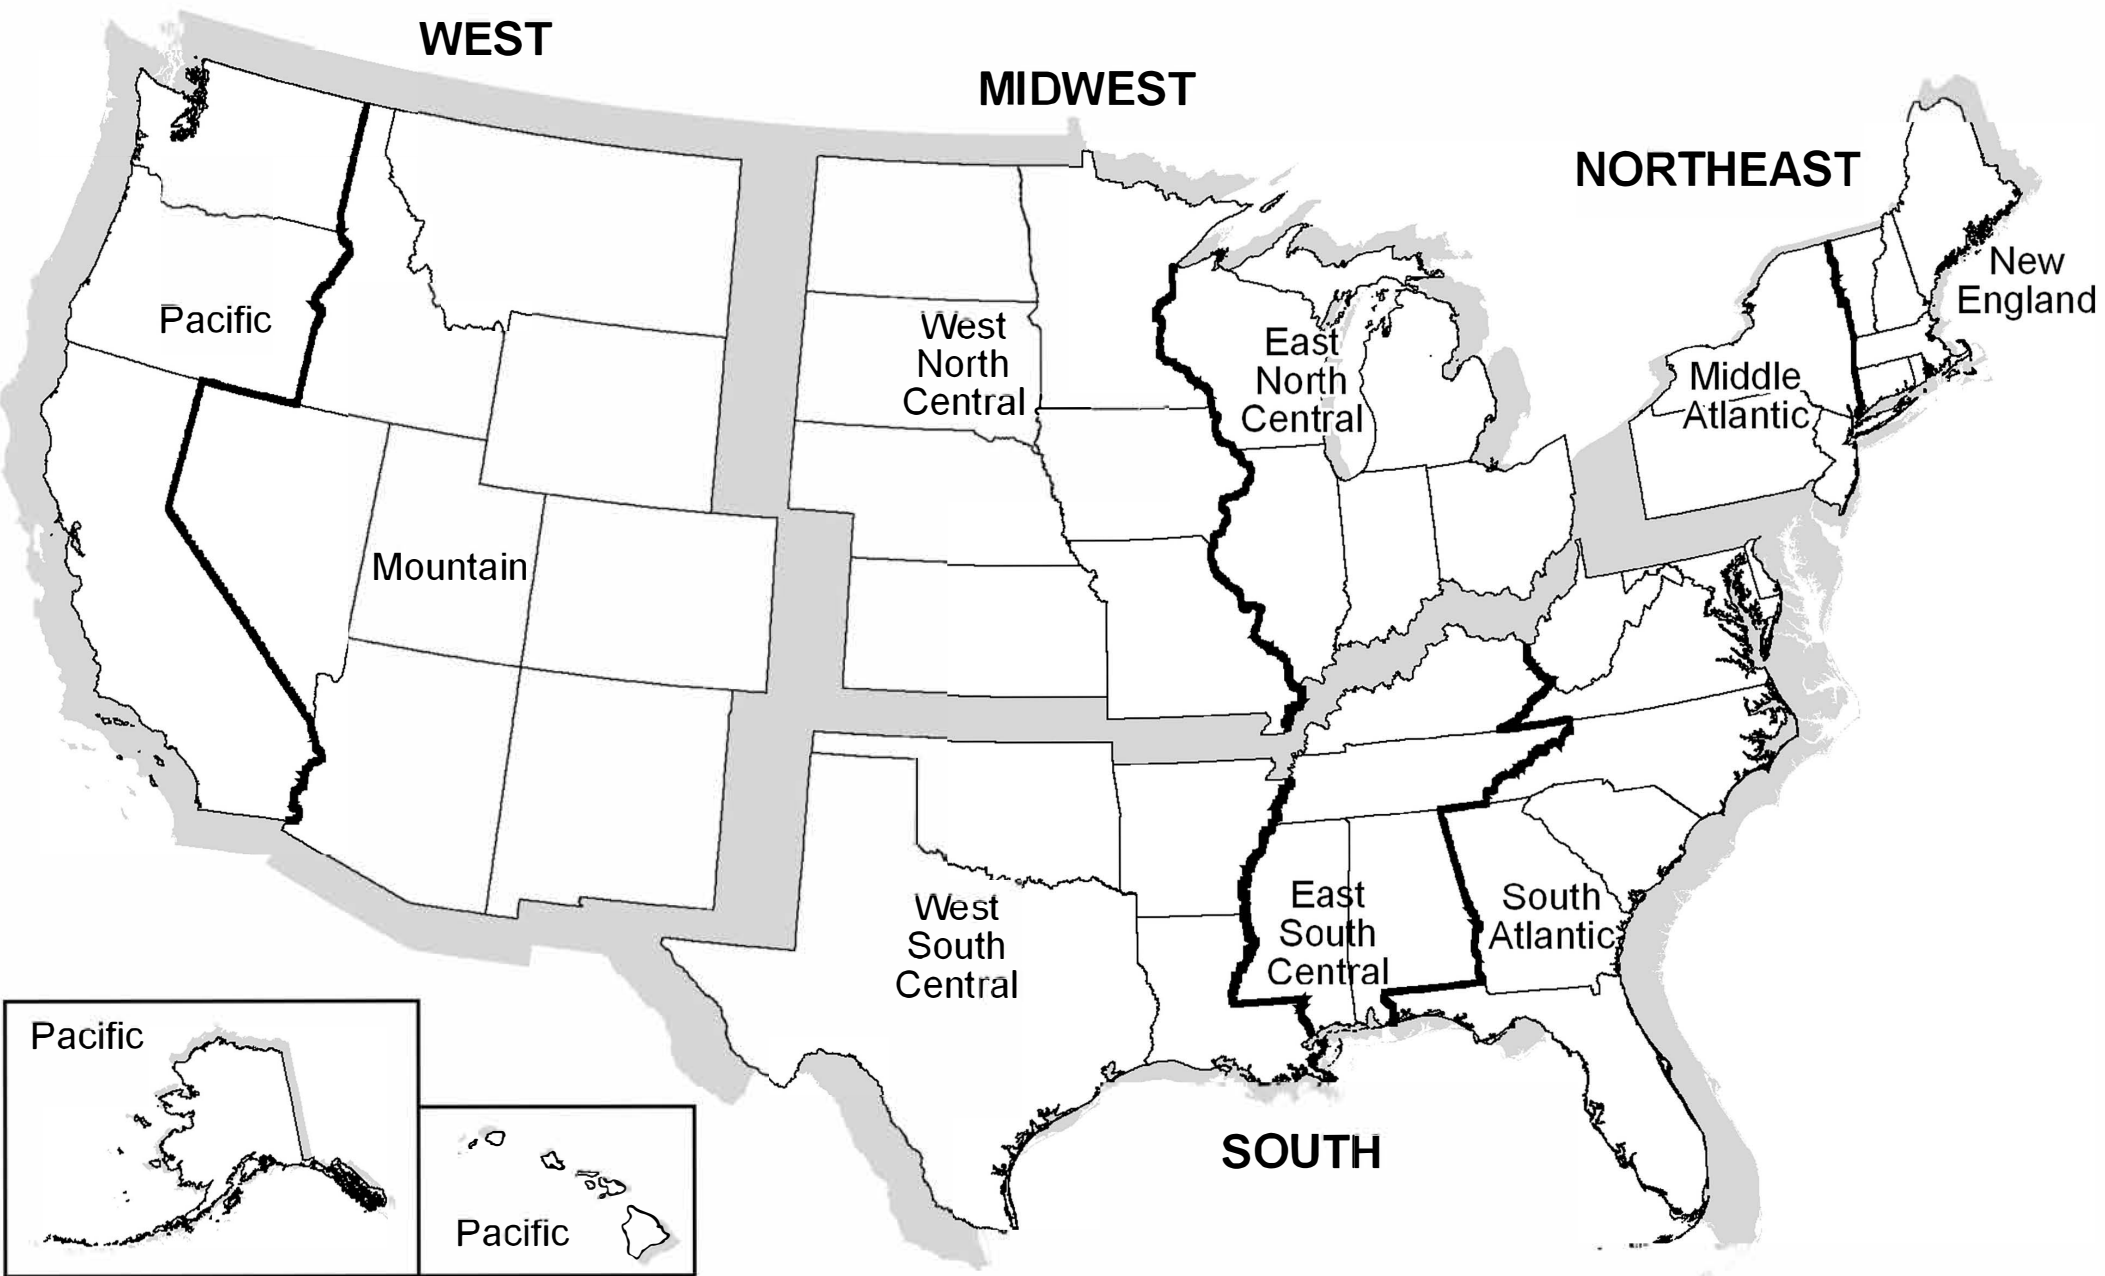 WEST
MIDWEST
NORTHEAST
New
England
Pacific
West
North
Central
East
North
Central
Middle
Atlantic
Mountain
West
South
Central
East
South
Central
South
Atlantic
Pacific
Pacific
SOUTH